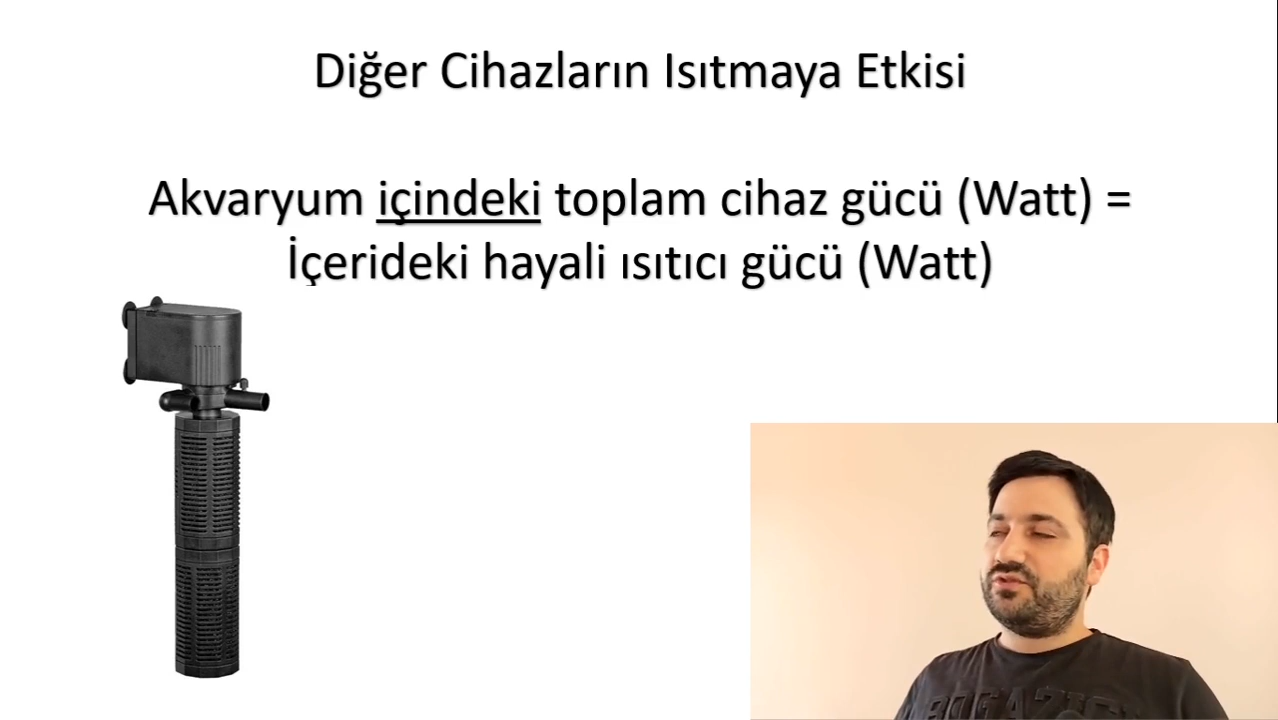 Diğer Cihazların Isıtmaya Etkisi
Akvaryum içindeki toplam cihaz gücü (Watt) =
İçerideki hayali ısıtıcı gücü (Watt)